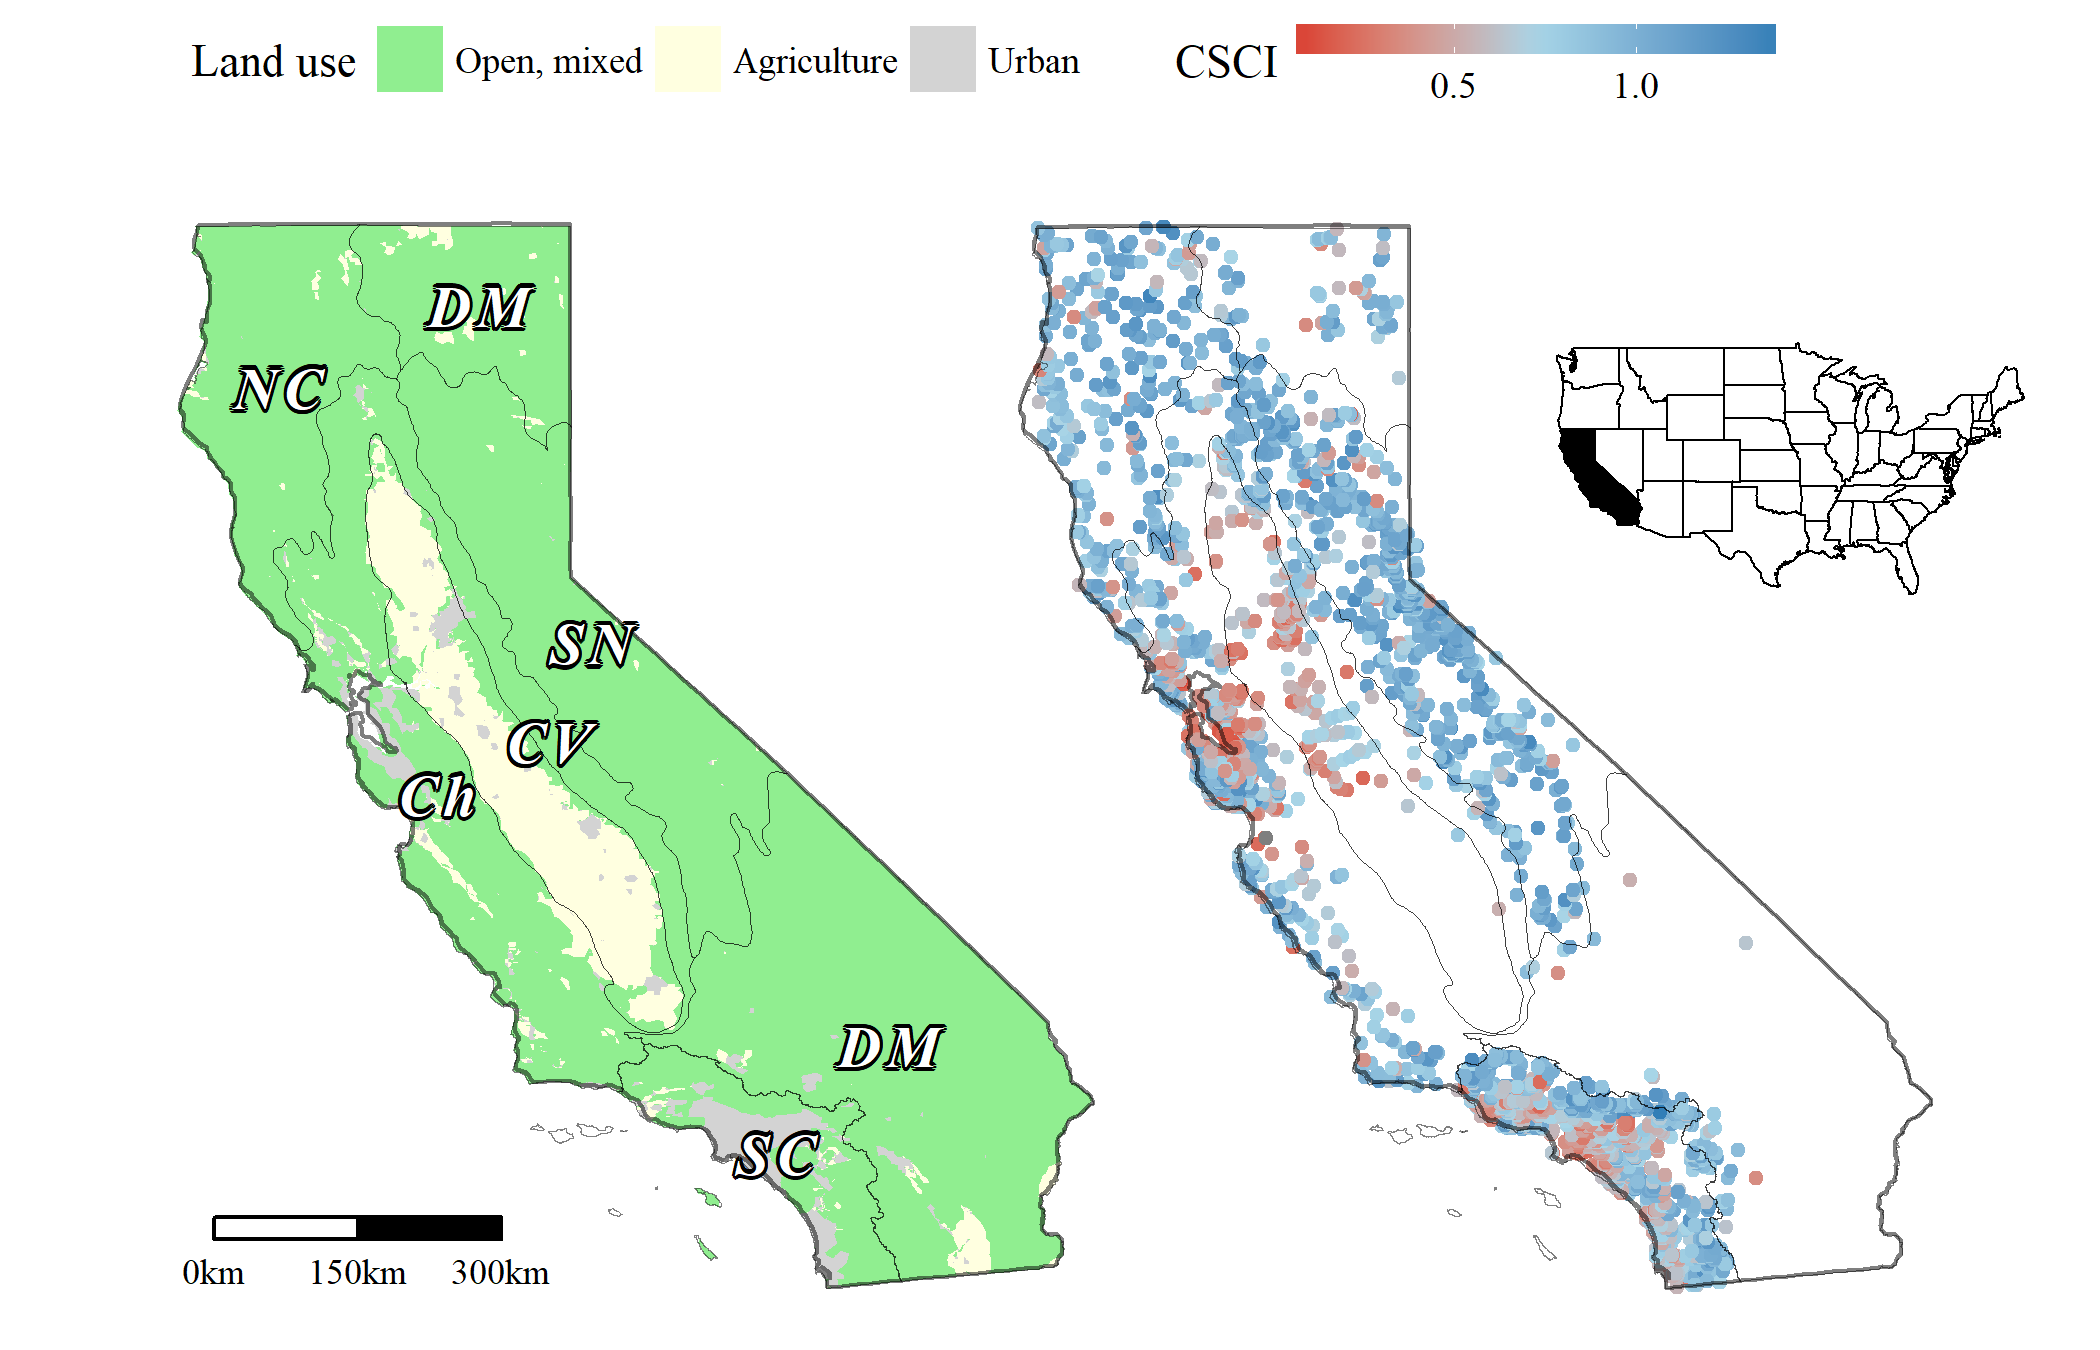 Land use Open, mixed Agriculture Urban CSCI
0.5 1.0
DM
NC
SN
CV
Ch
DM
SC
0km 150km 300km